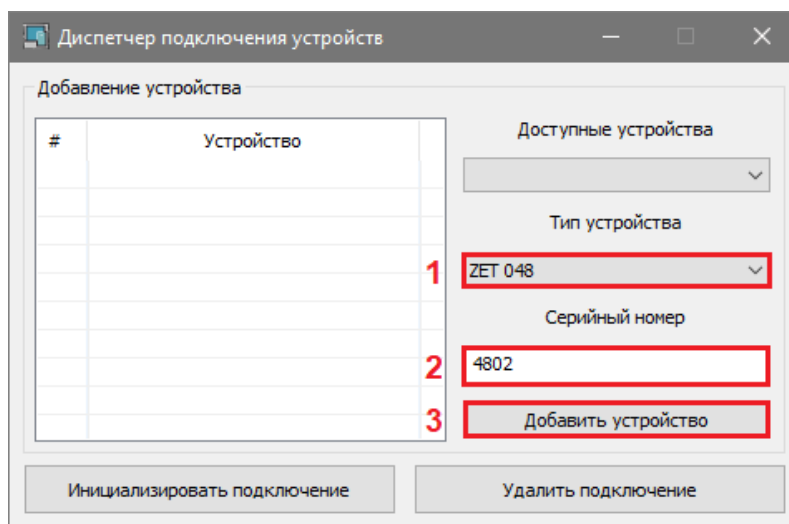 Диспетчер подключения устройств
Добавление устройства
# Устройство
Доступные устройства
Тип устройства
1 ZET 048
Серийный номер
2 4802
3 Добавить устройство
Инициализировать подключение
Удалить подключение